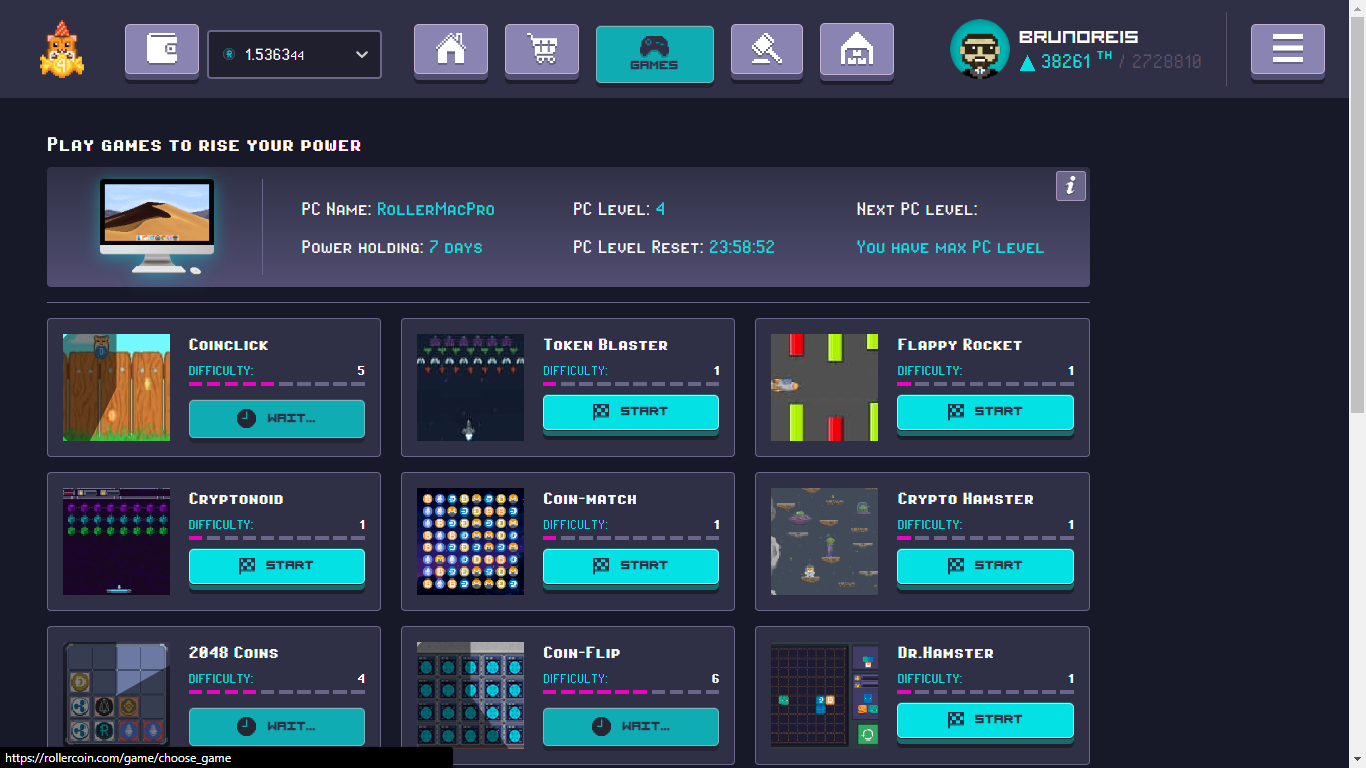 1.536344
GAMES
BRUNOREIS
38261 TH / 2728810
Play games to rise your power
PC Name: RollerMacPro
PC Level: 4
Next PC level:
Power holding: 7 days
PC Level Reset: 23:58:52
You have max PC level
i
Coinclick
Difficulty: 5
WAIT...
Token Blaster
Difficulty: 1
START
Flappy Rocket
Difficulty: 1
START
Cryptonoid
Difficulty: 1
START
Coin-match
Difficulty: 1
START
Crypto Hamster
Difficulty: 1
START
2048 Coins
Difficulty: 4
WAIT...
Coin-Flip
Difficulty: 6
WAIT...
Dr.Hamster
Difficulty: 1
START
https://rollercoin.com/game/choose_game